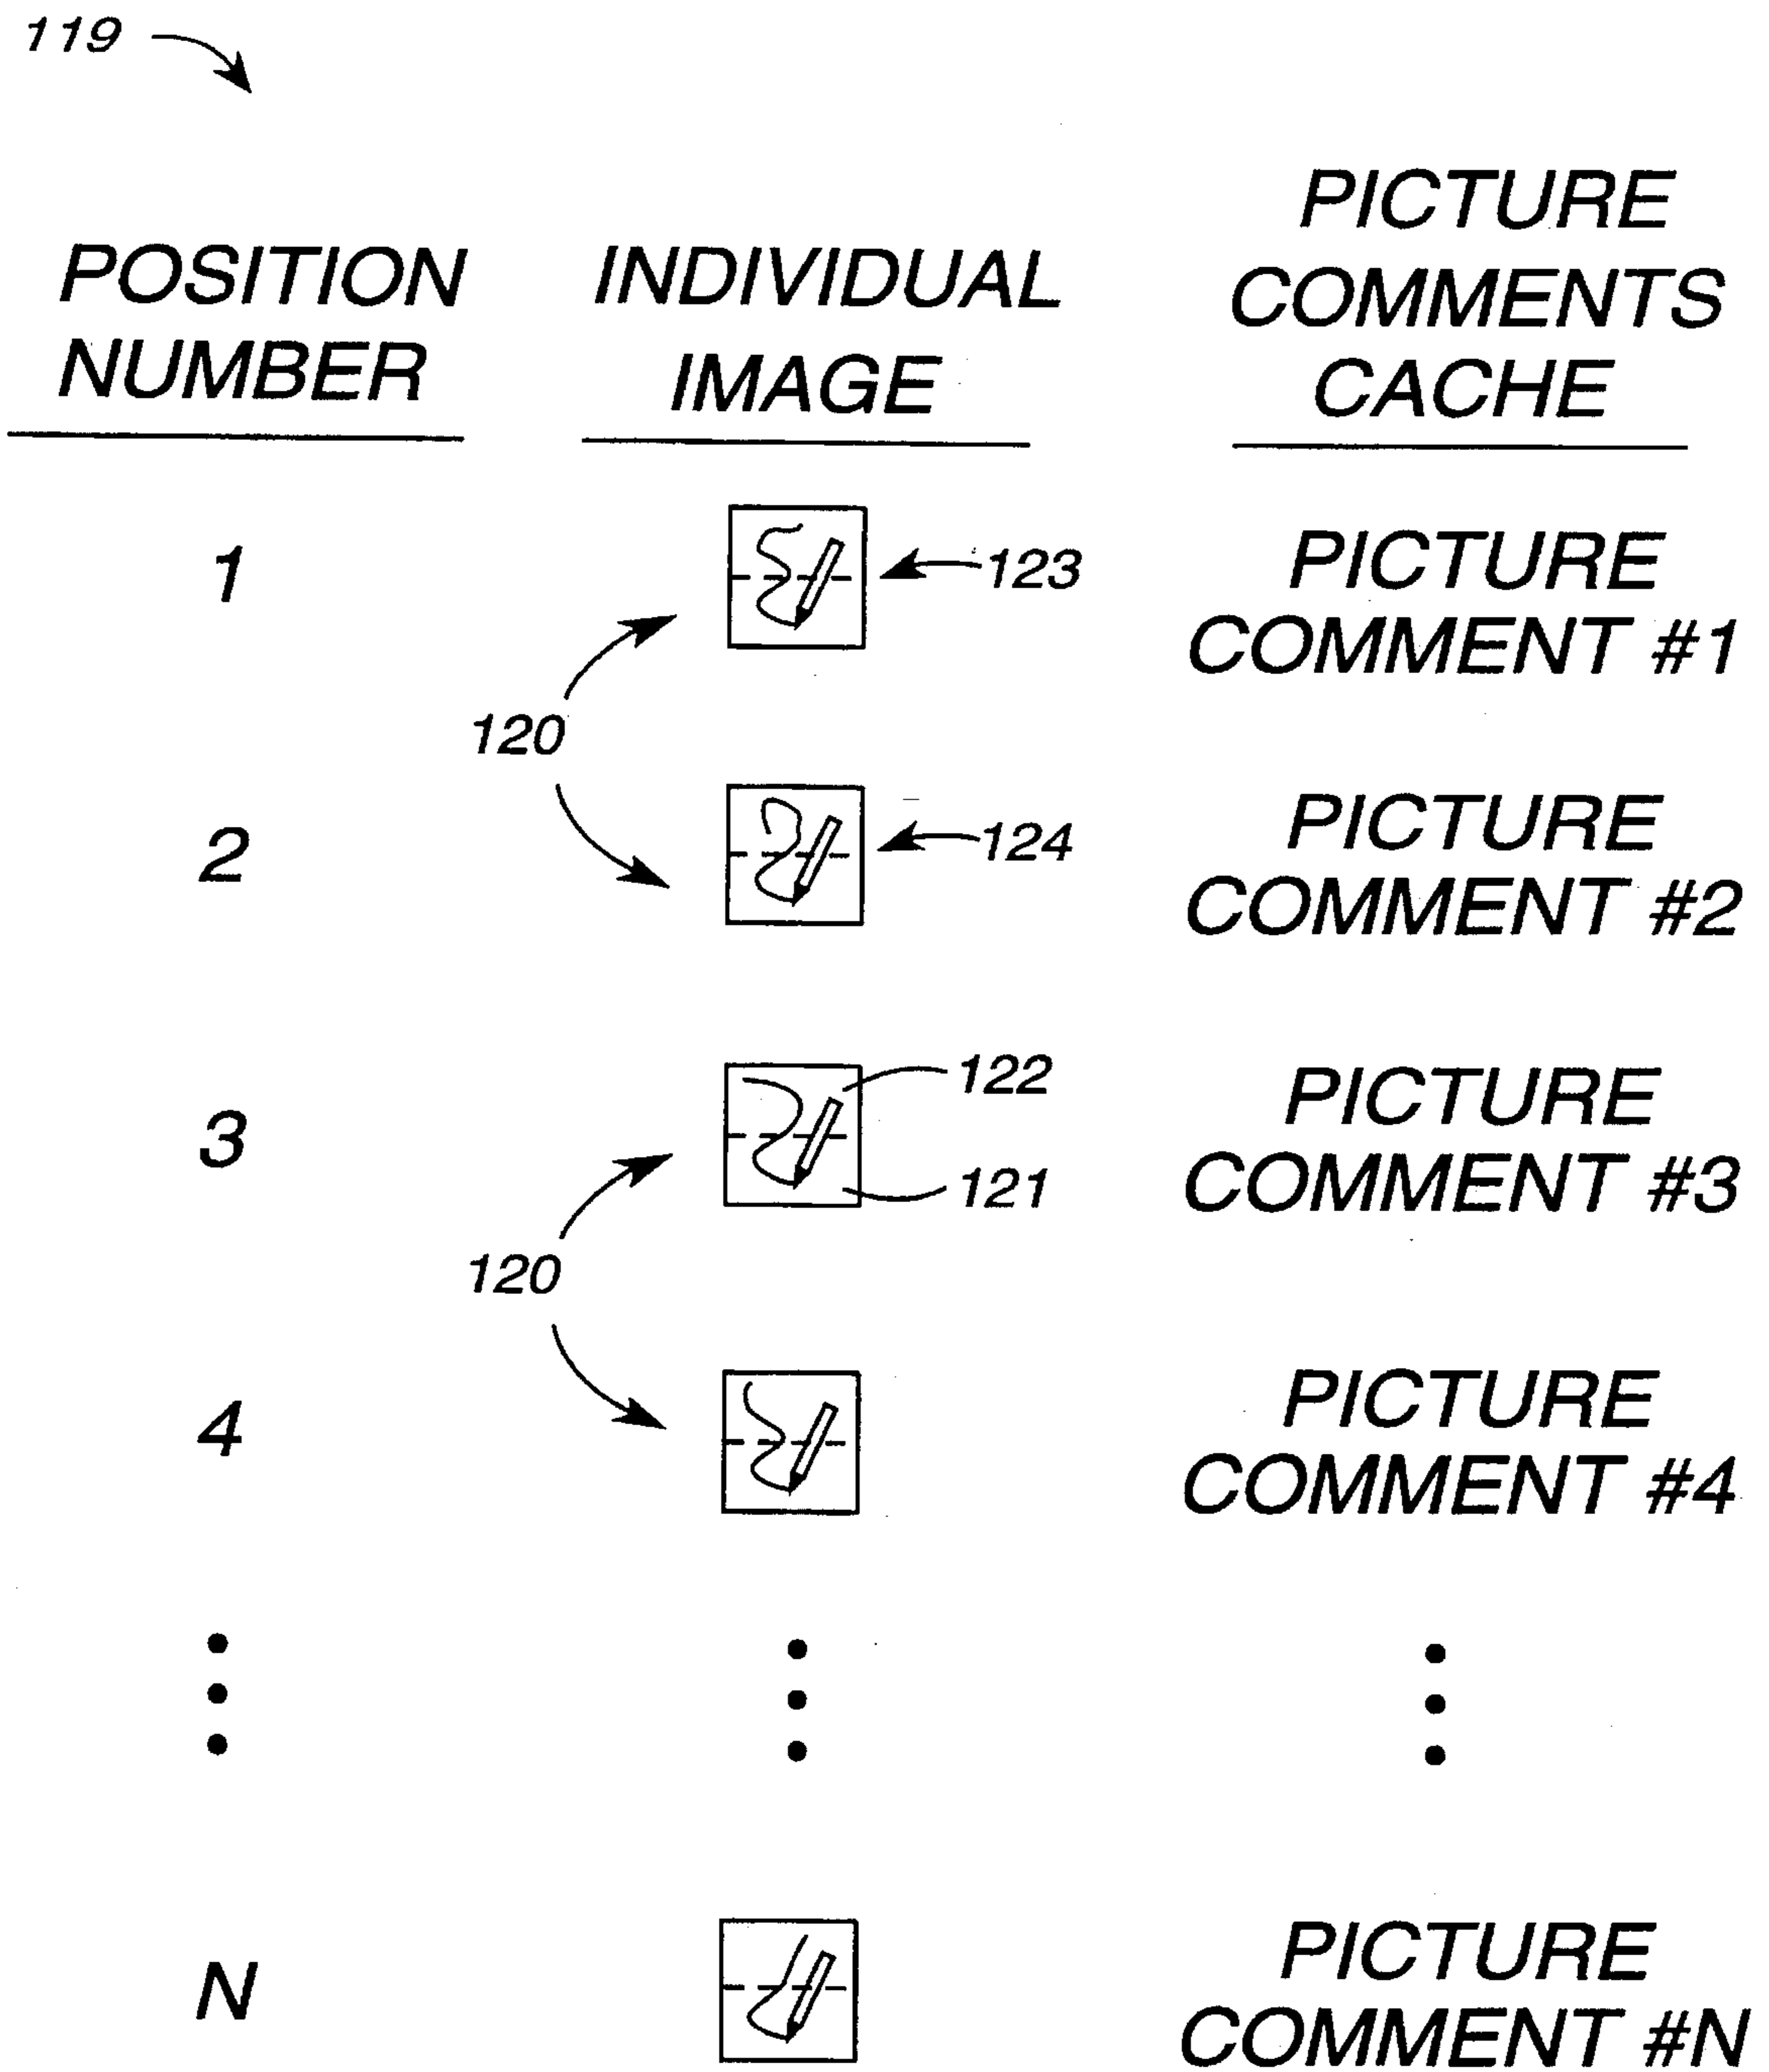 119
POSITION
NUMBER
INDIVIDUAL
IMAGE
PICTURE
COMMENTS
CACHE
1
123
PICTURE
COMMENT #1
120
2
124
PICTURE
COMMENT #2
3
122
121
PICTURE
COMMENT #3
120
4
PICTURE
COMMENT #4
N
PICTURE
COMMENT #N